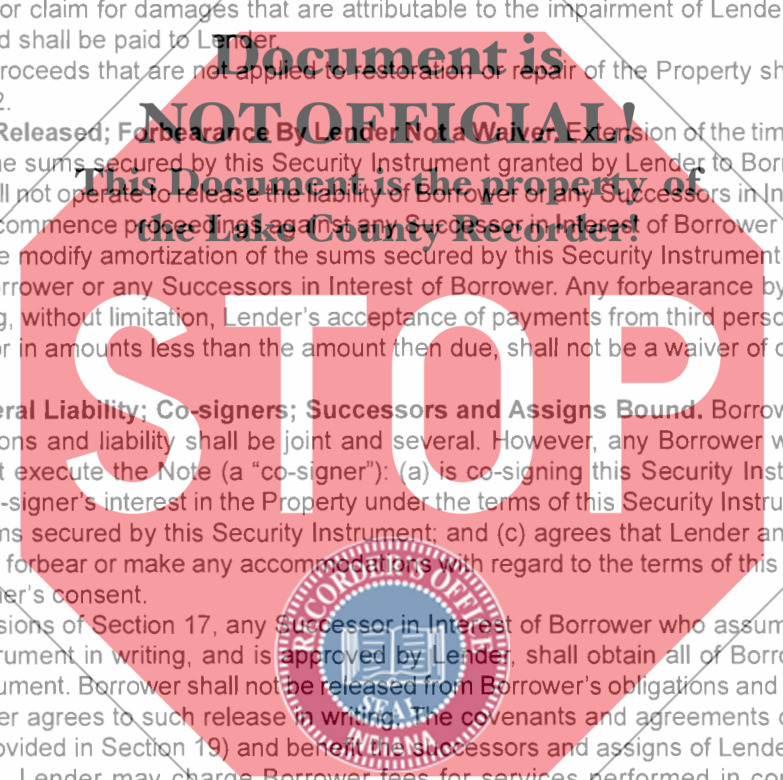 or claim for damages that are attributable to the impairment of Lende
d shall be paid to Lender.
roceeds that are not applied to restoration or repair of the Property sh
2.
Released; Forbearance By Lender Not a Waiver. Extension of the tim
e sums secured by this Security Instrument granted by Lender to Bor
ll not operate to release the liability of Borrower or any Successors in In
commence proceedings against any Successor in Interest of Borrower
e modify amortization of the sums secured by this Security Instrument
orrower or any Successors in Interest of Borrower. Any forbearance by
g, without limitation, Lender's acceptance of payments from third perso
or in amounts less than the amount then due, shall not be a waiver of o
eral Liability; Co-signers; Successors and Assigns Bound. Borrow
ons and liability shall be joint and several. However, any Borrower w
t execute the Note (a “co-signer”): (a) is co-signing this Security Inst
-signer's interest in the Property under the terms of this Security Instru
ms secured by this Security Instrument; and (c) agrees that Lender an
forbear or make any accommodations with regard to the terms of this
er's consent.
sions of Section 17, any Successor in Interest of Borrower who assum
rument in writing, and is approved by Lender, shall obtain all of Borro
ument. Borrower shall not be released from Borrower's obligations and
er agrees to such release in writing. The covenants and agreements o
ovided in Section 19) and benefit the successors and assigns of Lende
Lender may charge Borrower fees for services performed in con
Document is
NOT OFFICIAL!
This Document is the property of
the Lake County Recorder!
STOP
RECORDER'S OFFICE
SEAL
INDIANA